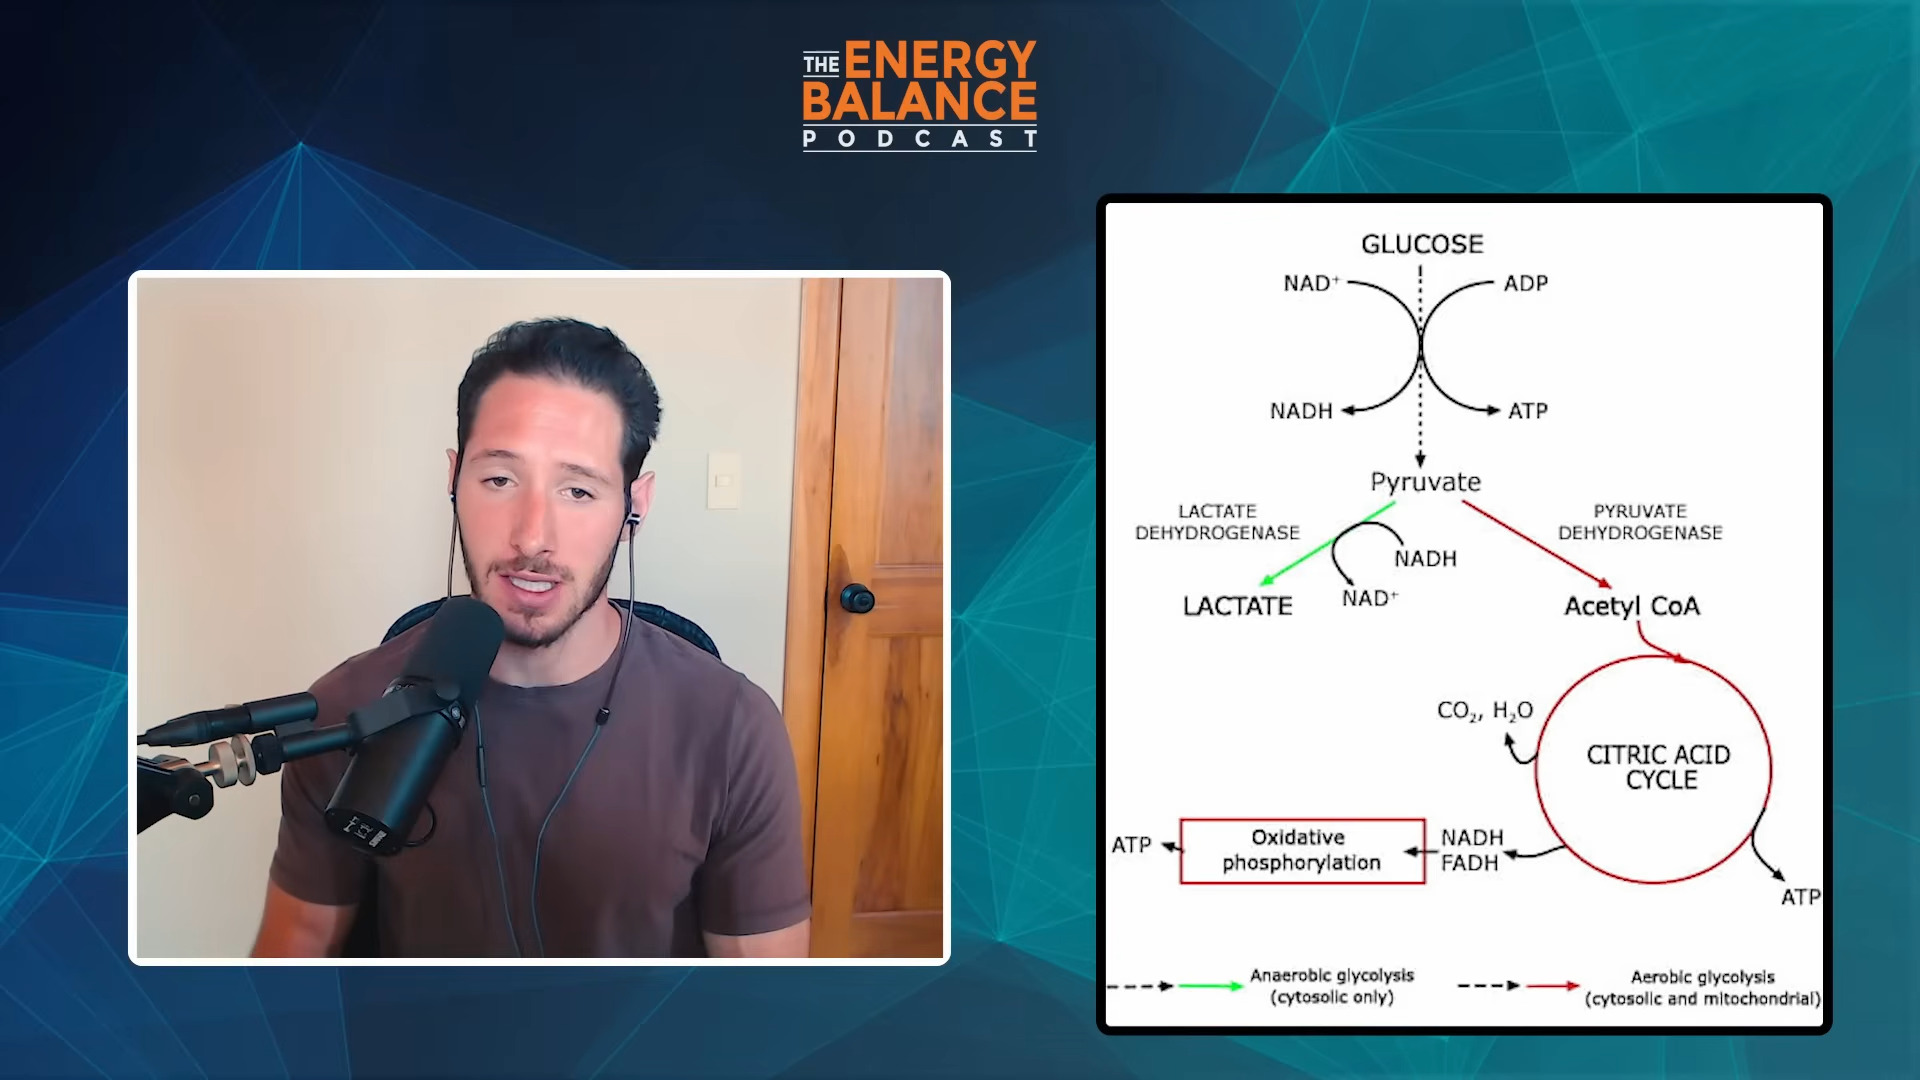 THE ENERGY
BALANCE
PODCAST
GLUCOSE
NAD⁺
ADP
NADH
ATP
Pyruvate
LACTATE
DEHYDROGENASE
PYRUVATE
DEHYDROGENASE
NADH
NAD⁺
LACTATE
Acetyl CoA
CO₂, H₂O
CITRIC ACID
CYCLE
ATP
Oxidative
phosphorylation
NADH
FADH
ATP
Anaerobic glycolysis
(cytosolic only)
Aerobic glycolysis
(cytosolic and mitochondrial)